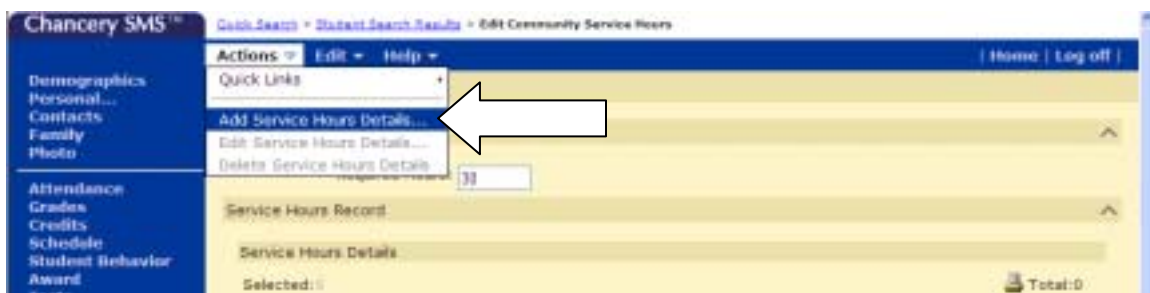 Chancery SMS™
Quick Search > Student Search Results > Edit Community Service Hours
Actions Edit Help
| Home | Log off |
Quick Links
Add Service Hours Details...
Edit Service Hours Details...
Delete Service Hours Details
30
Service Hours Record
Service Hours Details
Selected:
Total:0
Demographics
Personal...
Contacts
Family
Photo
Attendance
Grades
Credits
Schedule
Student Behavior
Award